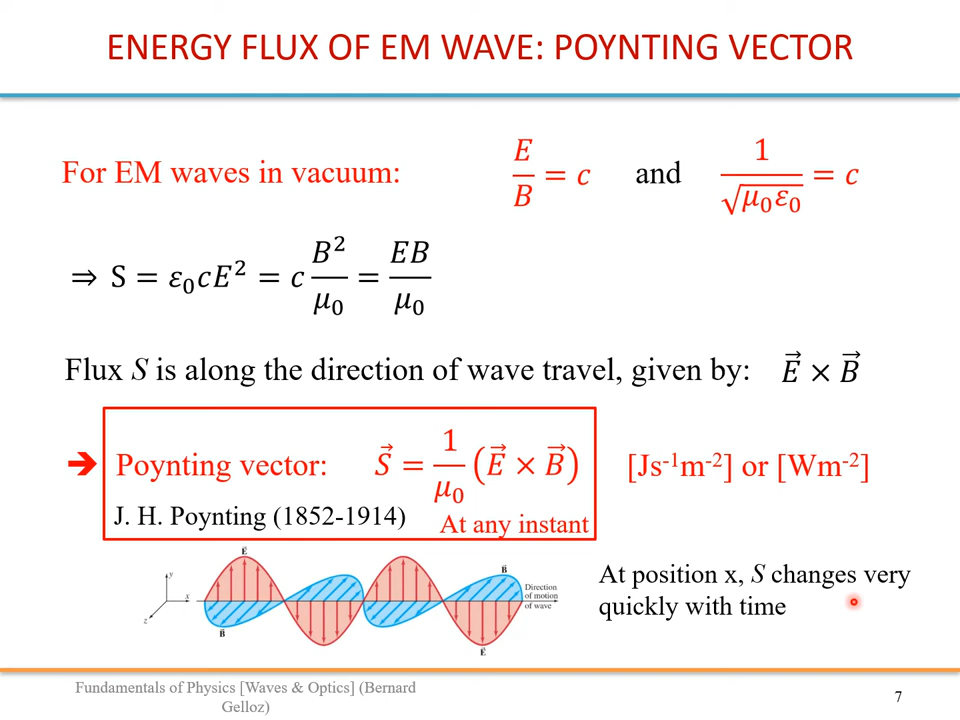 ENERGY FLUX OF EM WAVE: POYNTING VECTOR
For EM waves in vacuum: E/B = c and 1/√(μ₀ε₀) = c
⇒ S = ε₀cE² = c B²/μ₀ = EB/μ₀
Flux S is along the direction of wave travel, given by: E⃗ × B⃗
➔ Poynting vector: S⃗ = 1/μ₀ (E⃗ × B⃗) [Js⁻¹m⁻²] or [Wm⁻²]
J. H. Poynting (1852-1914) At any instant
E⃗
y
x
z
B⃗
B⃗
E⃗
Direction
of motion
of wave
At position x, S changes very
quickly with time
Fundamentals of Physics [Waves & Optics] (Bernard
Gelloz)
7